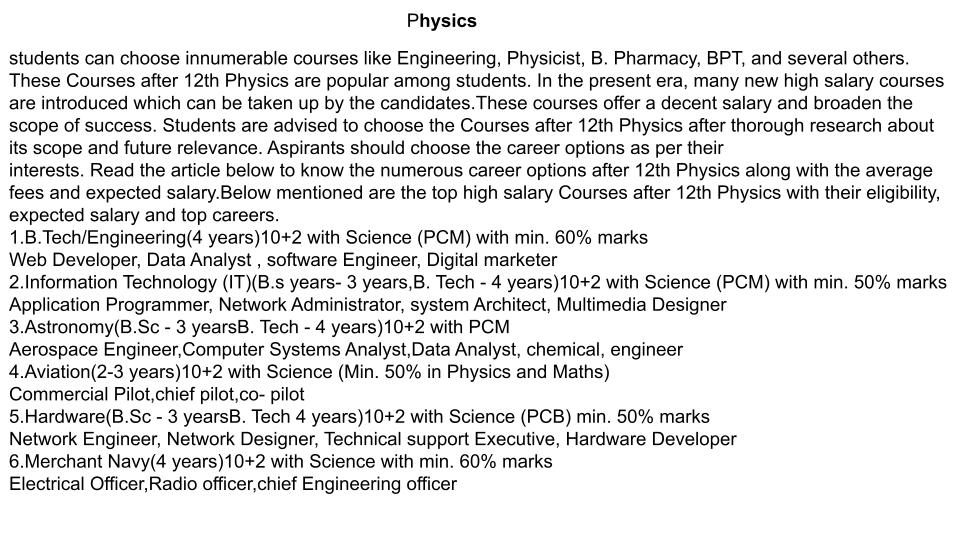 Physics
students can choose innumerable courses like Engineering, Physicist, B. Pharmacy, BPT, and several others.
These Courses after 12th Physics are popular among students. In the present era, many new high salary courses
are introduced which can be taken up by the candidates.These courses offer a decent salary and broaden the
scope of success. Students are advised to choose the Courses after 12th Physics after thorough research about
its scope and future relevance. Aspirants should choose the career options as per their
interests. Read the article below to know the numerous career options after 12th Physics along with the average
fees and expected salary.Below mentioned are the top high salary Courses after 12th Physics with their eligibility,
expected salary and top careers.
1.B.Tech/Engineering(4 years)10+2 with Science (PCM) with min. 60% marks
Web Developer, Data Analyst , software Engineer, Digital marketer
2.Information Technology (IT)(B.s years- 3 years,B. Tech - 4 years)10+2 with Science (PCM) with min. 50% marks
Application Programmer, Network Administrator, system Architect, Multimedia Designer
3.Astronomy(B.Sc - 3 yearsB. Tech - 4 years)10+2 with PCM
Aerospace Engineer,Computer Systems Analyst,Data Analyst, chemical, engineer
4.Aviation(2-3 years)10+2 with Science (Min. 50% in Physics and Maths)
Commercial Pilot,chief pilot,co- pilot
5.Hardware(B.Sc - 3 yearsB. Tech 4 years)10+2 with Science (PCB) min. 50% marks
Network Engineer, Network Designer, Technical support Executive, Hardware Developer
6.Merchant Navy(4 years)10+2 with Science with min. 60% marks
Electrical Officer,Radio officer,chief Engineering officer